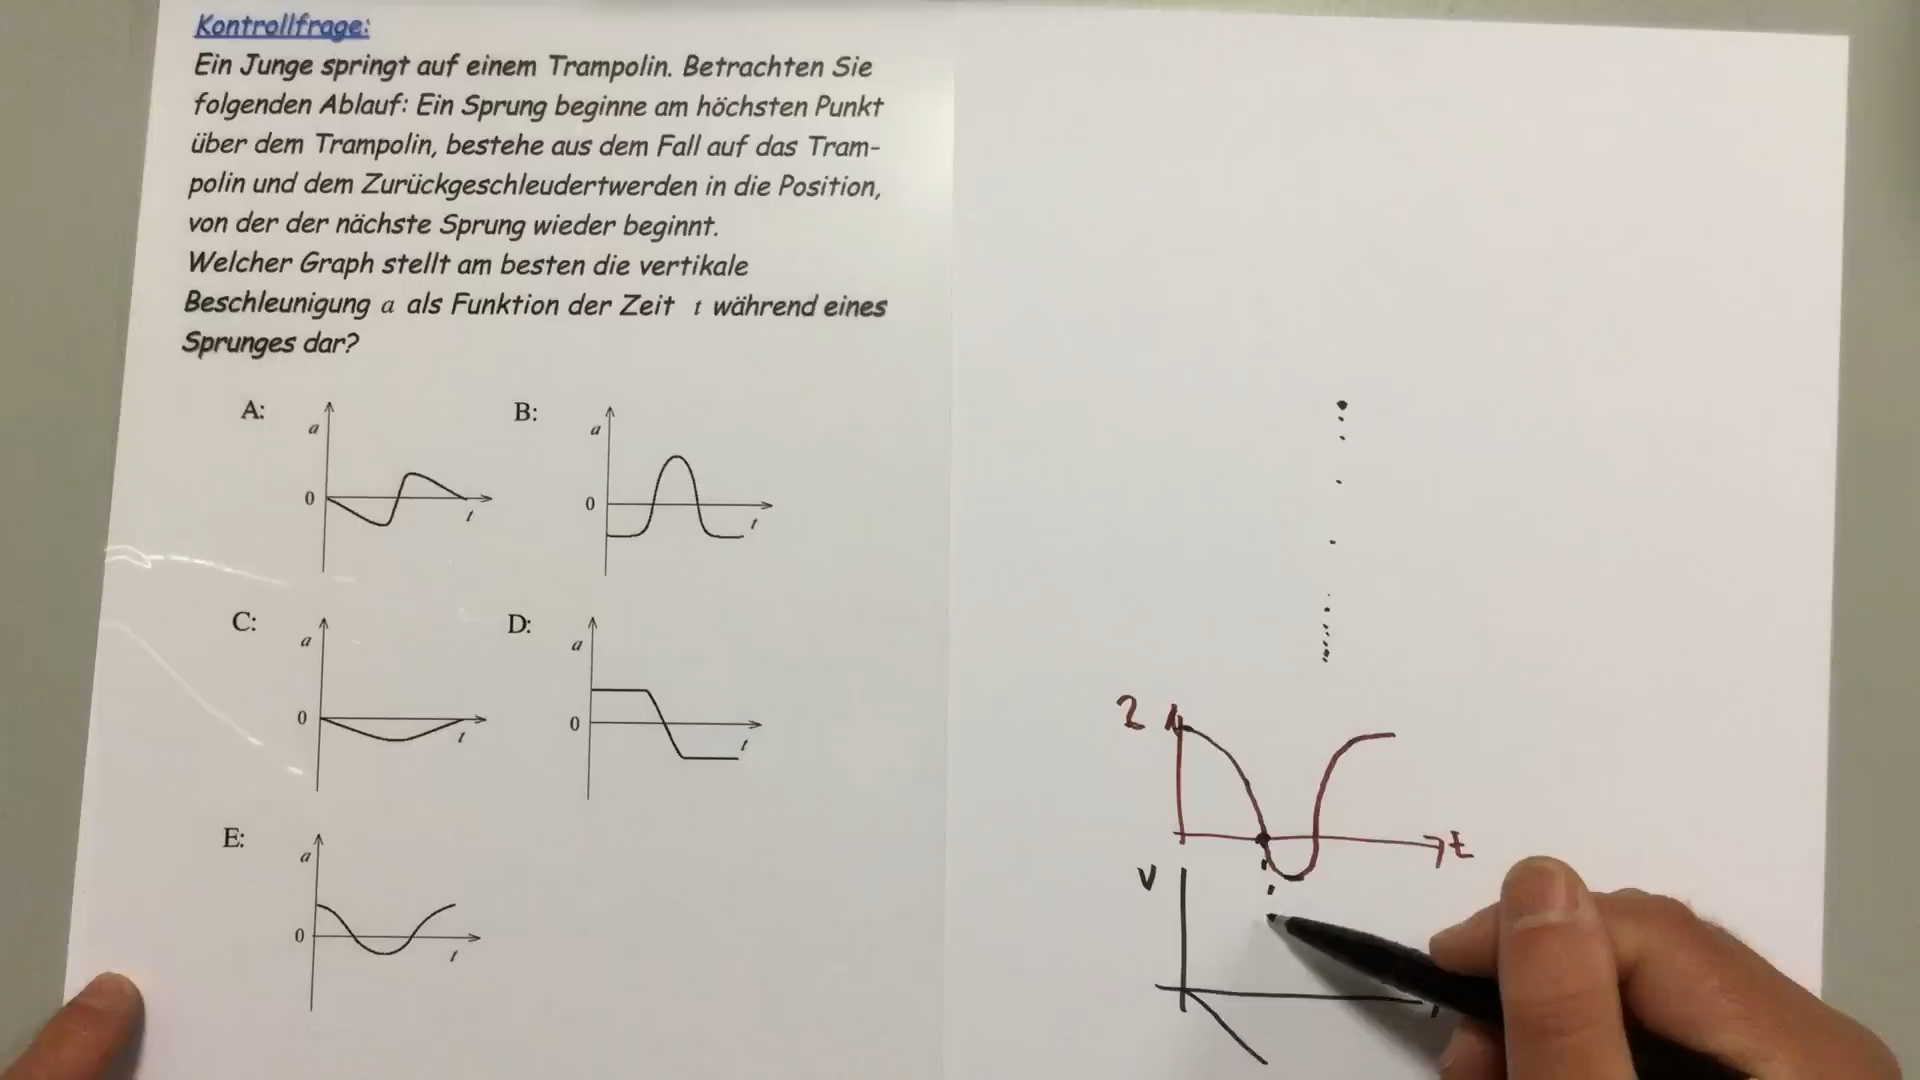 Kontrollfrage:
Ein Junge springt auf einem Trampolin. Betrachten Sie
folgenden Ablauf: Ein Sprung beginne am höchsten Punkt
über dem Trampolin, bestehe aus dem Fall auf das Tram-
polin und dem Zurückgeschleudertwerden in die Position,
von der der nächste Sprung wieder beginnt.
Welcher Graph stellt am besten die vertikale
Beschleunigung a als Funktion der Zeit t während eines
Sprunges dar?
A:
a
0
t
B:
a
0
t
C:
a
0
t
D:
a
0
t
E:
a
0
t
z
t
v